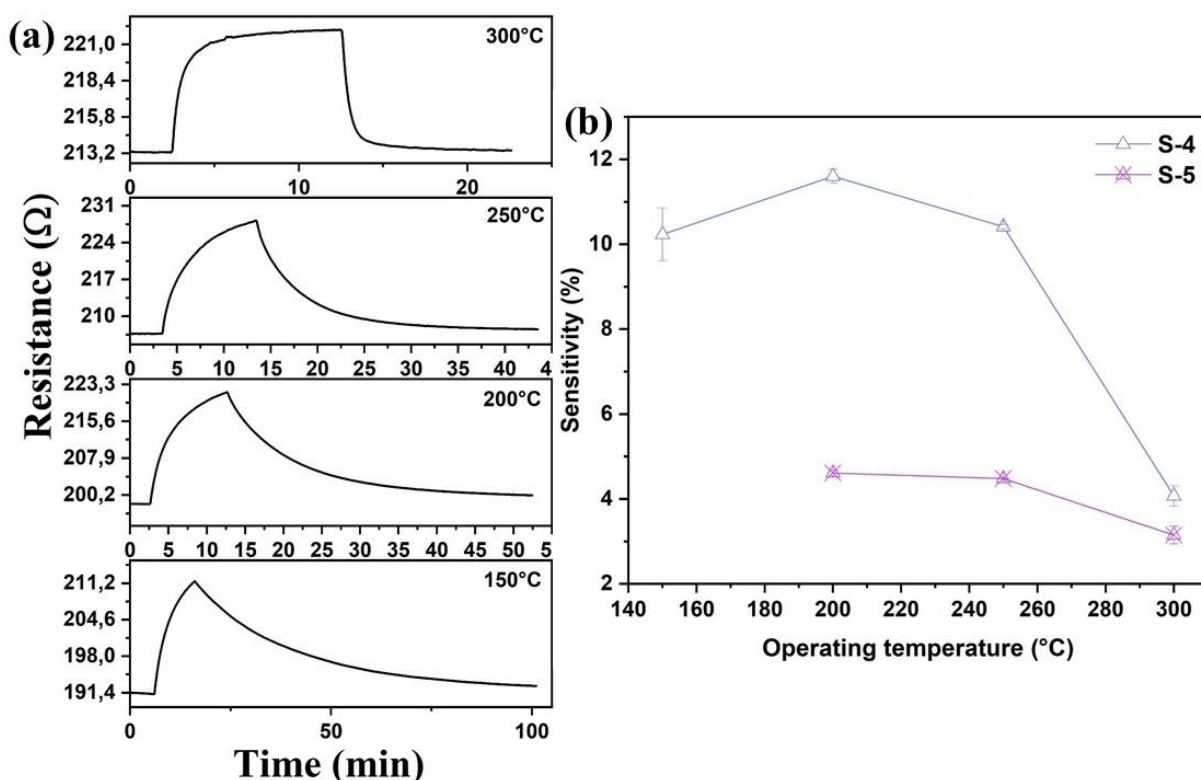 (a)
Resistance (Ω)
221,0
218,4
215,8
213,2
300°C
0 10 20
231
224
217
210
250°C
0 5 10 15 20 25 30 35 40 4
223,3
215,6
207,9
200,2
200°C
0 5 10 15 20 25 30 35 40 45 50 5
211,2
204,6
198,0
191,4
150°C
0 50 100
Time (min)
(b)
Sensitivity (%)
12
10
8
6
4
2
S-4
S-5
140 160 180 200 220 240 260 280 300
Operating temperature (°C)